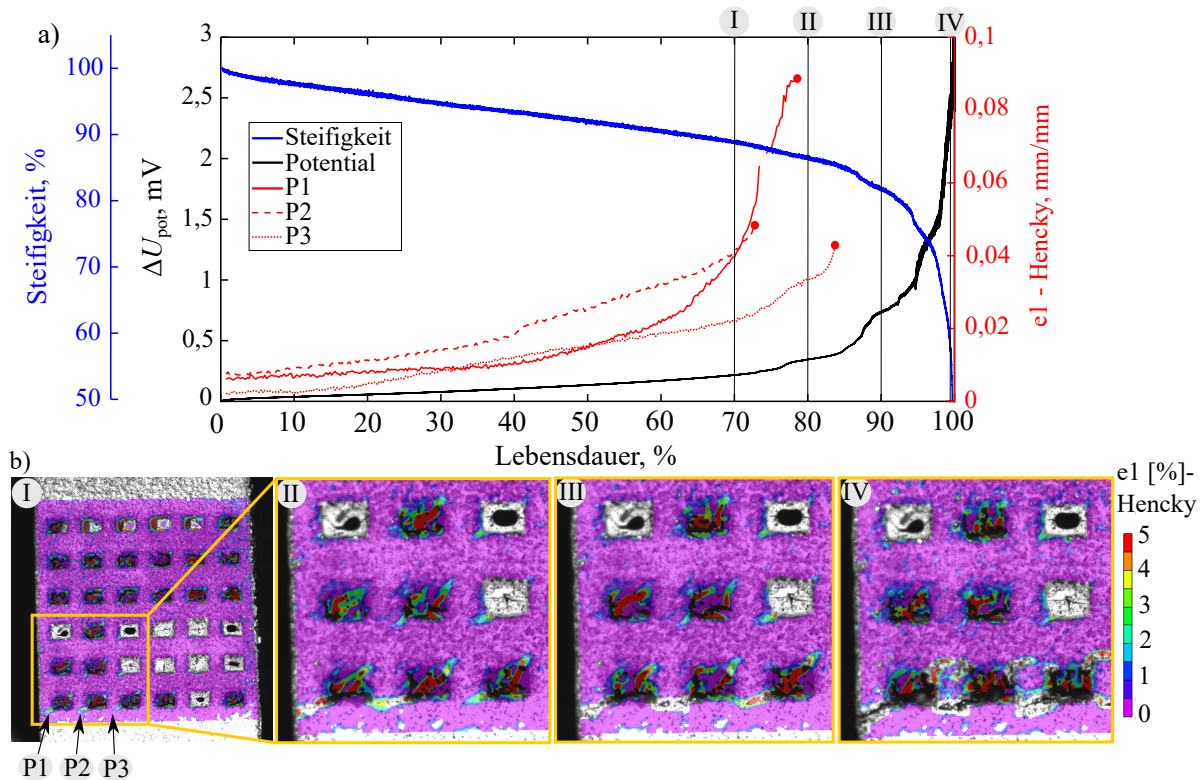 a)
I II III IV
Steifigkeit, %
100
90
80
70
60
50
ΔU_pot, mV
3
2,5
2
1,5
1
0,5
0
Steifigkeit
Potential
P1
P2
P3
0,1
0,08
0,06
0,04
0,02
0
e1 - Hencky, mm/mm
0 10 20 30 40 50 60 70 80 90 100
Lebensdauer, %
b)
I
II
III
IV
P1 P2 P3
e1 [%]-
Hencky
5
4
3
2
1
0